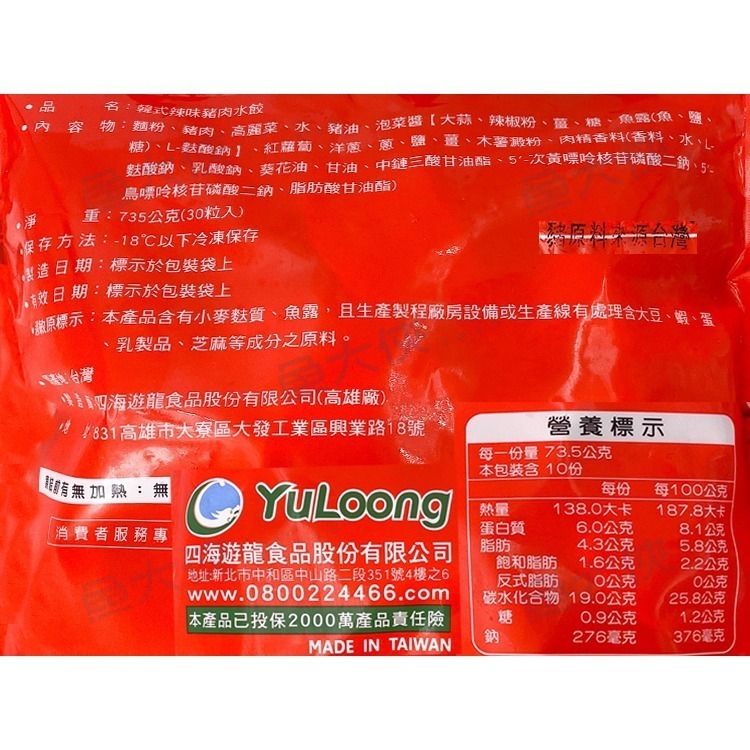 •品　　名：韓式辣味豬肉水餃
•內 容 物：麵粉、豬肉、高麗菜、水、豬油、泡菜醬【大蒜、辣椒粉、薑、糖、魚露(魚、鹽、
糖)、L-麩酸鈉】、紅蘿蔔、洋蔥、蔥、鹽、薑、木薯澱粉、肉精香料(香料、水、L-
麩酸鈉、乳酸鈉、葵花油、甘油、中鏈三酸甘油酯、5'-次黃嘌呤核苷磷酸二鈉、5'-
鳥嘌呤核苷磷酸二鈉、脂肪酸甘油酯)
•淨　　重：735公克(30粒入)
•保存方法：-18℃以下冷凍保存
豬原料來源台灣
•製造日期：標示於包裝袋上
•有效日期：標示於包裝袋上
敏原標示：本產品含有小麥麩質、魚露，且生產製程廠房設備或生產線有處理含大豆、蝦、蛋
、乳製品、芝麻等成分之原料。
台灣
四海遊龍食品股份有限公司(高雄廠)
831高雄市大寮區大發工業區興業路18號
前有無加熱：無
消費者服務專
YuLoong
四海遊龍食品股份有限公司
地址:新北市中和區中山路二段351號4樓之6
www.0800224466.com
本產品已投保2000萬產品責任險
MADE IN TAIWAN
營養標示
每一份量 73.5公克
本包裝含 10份
每份 每100公克
熱量 138.0大卡 187.8大卡
蛋白質 6.0公克 8.1公克
脂肪 4.3公克 5.8公克
飽和脂肪 1.6公克 2.2公克
反式脂肪 0公克 0公克
碳水化合物 19.0公克 25.8公克
糖 0.9公克 1.2公克
鈉 276毫克 376毫克